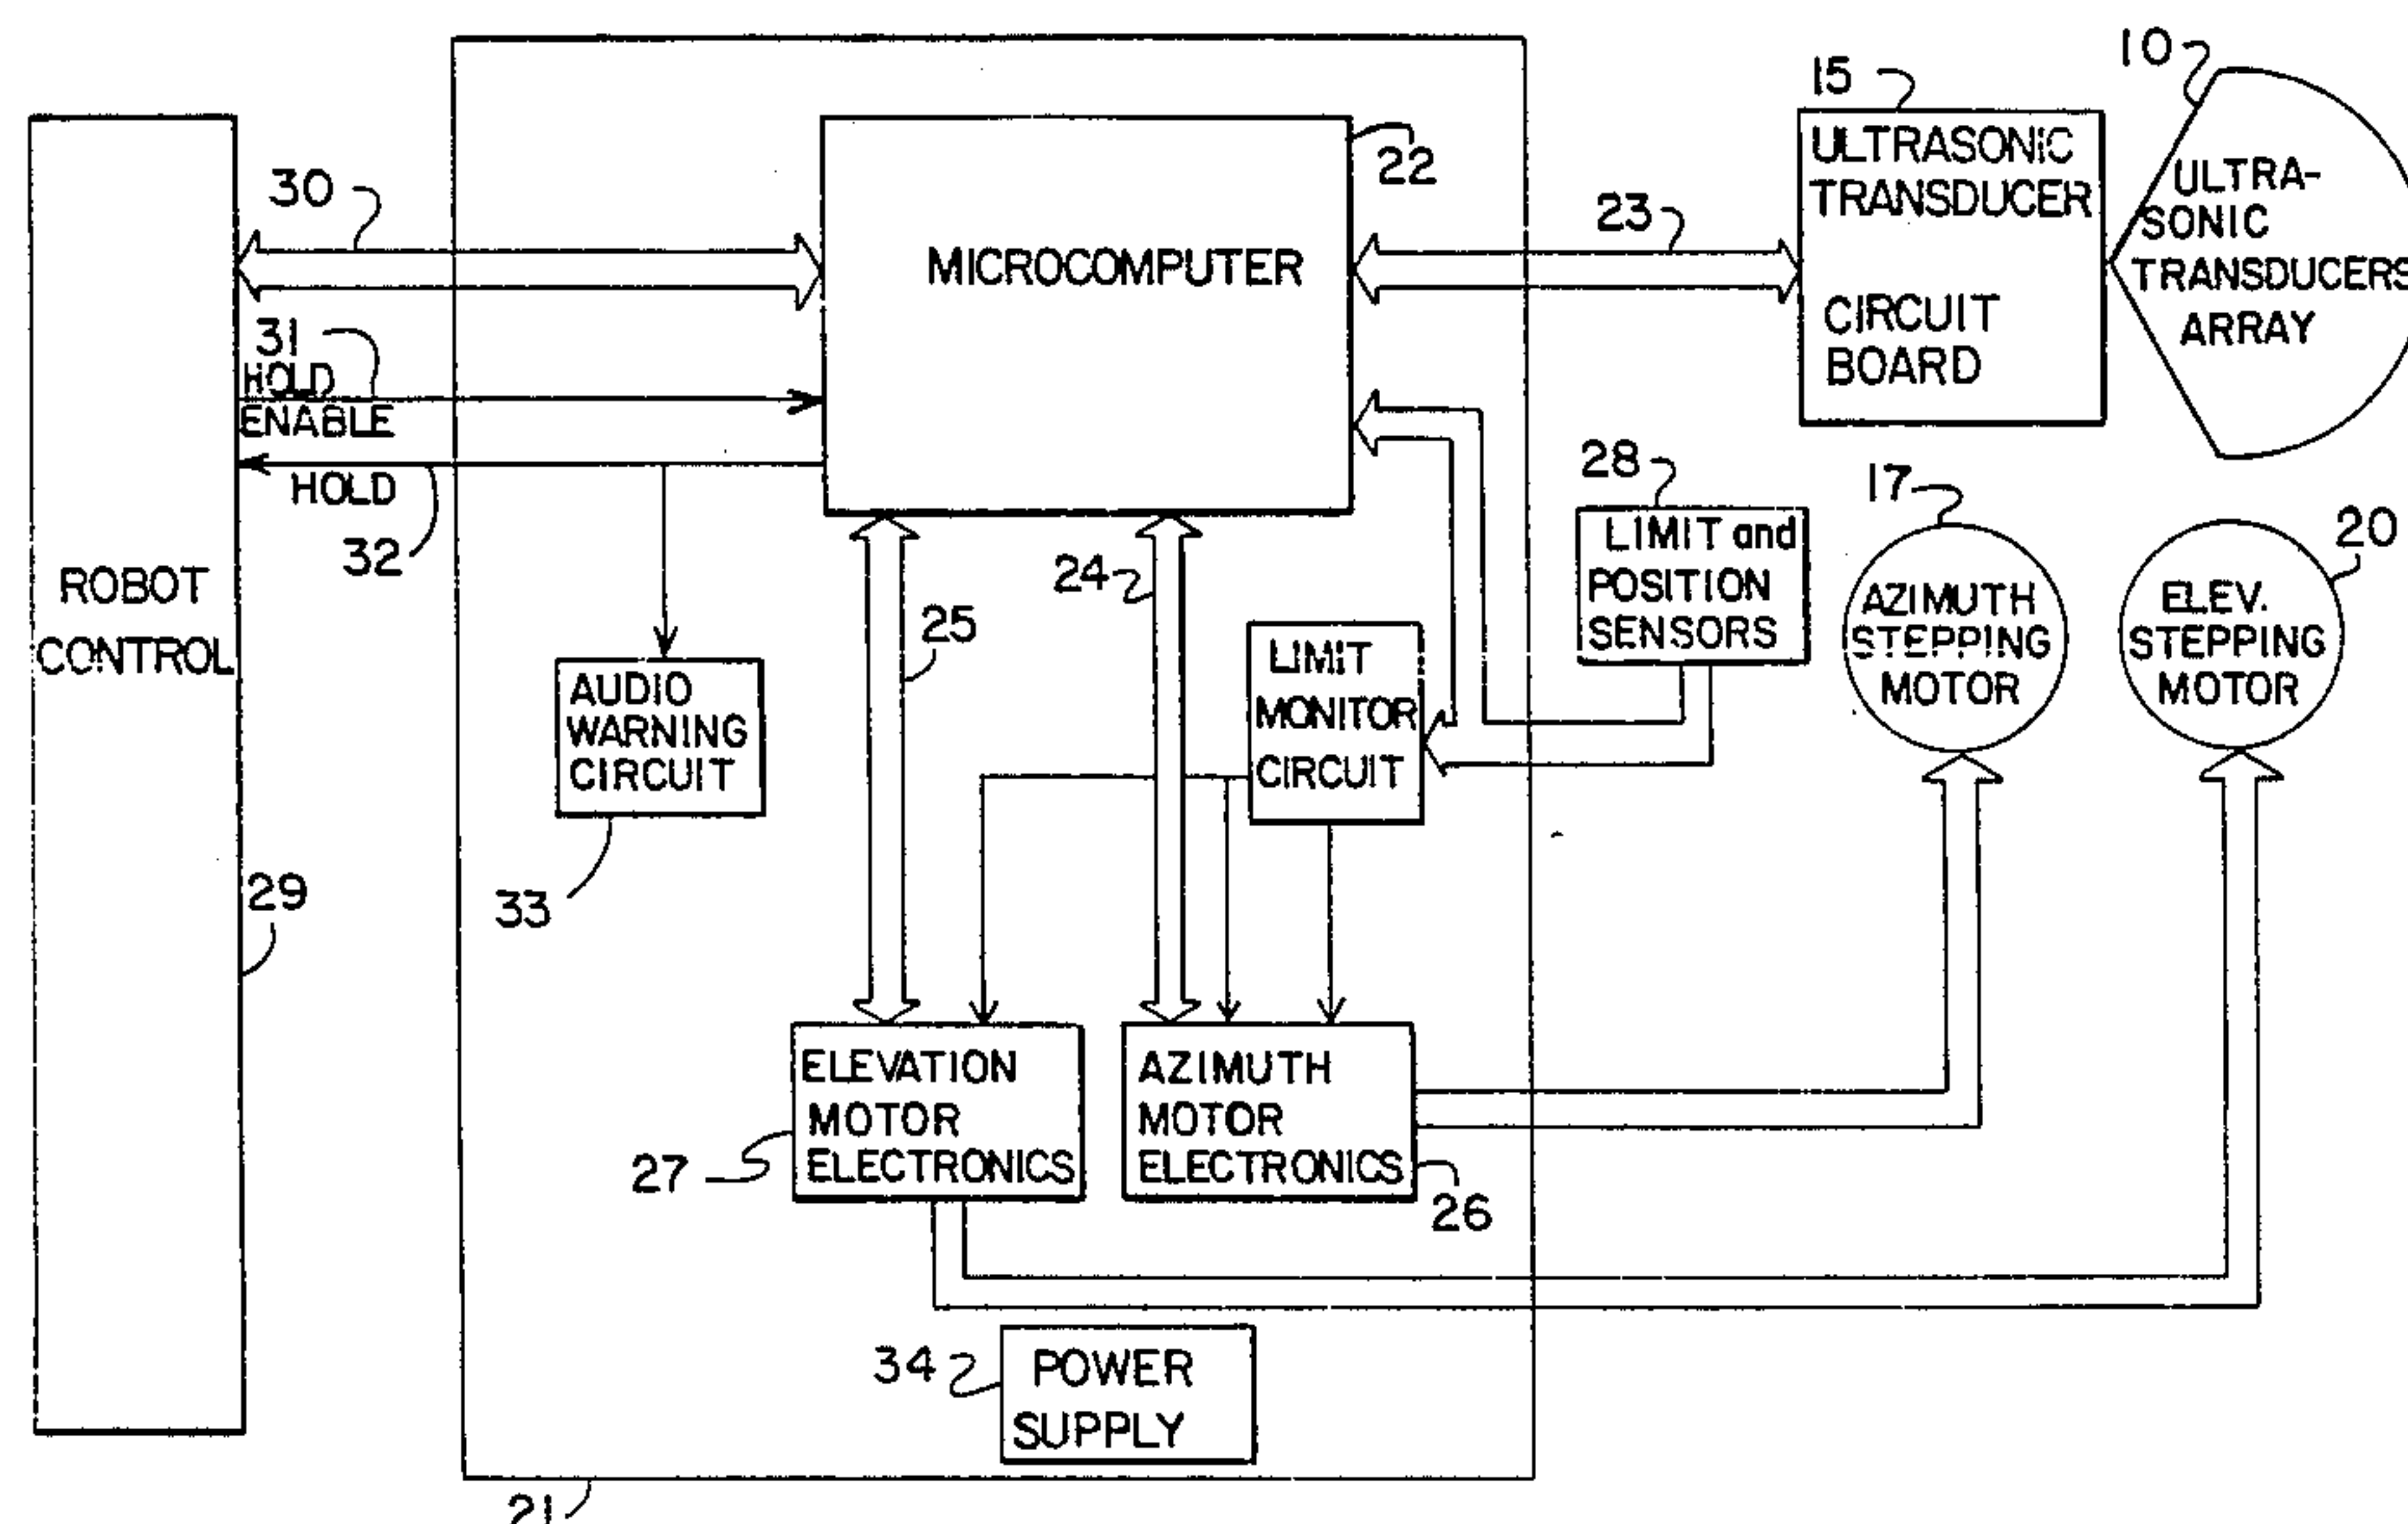 10
15
ULTRASONIC
TRANSDUCER
CIRCUIT
BOARD
ULTRA-
SONIC
TRANSDUCERS
ARRAY
22
MICROCOMPUTER
23
30
31
HOLD
ENABLE
HOLD
32
ROBOT
CONTROL
29
28
LIMIT and
POSITION
SENSORS
17
AZIMUTH
STEPPING
MOTOR
20
ELEV.
STEPPING
MOTOR
24
25
LIMIT
MONITOR
CIRCUIT
AUDIO
WARNING
CIRCUIT
33
ELEVATION
MOTOR
ELECTRONICS
27
AZIMUTH
MOTOR
ELECTRONICS
26
34
POWER
SUPPLY
21